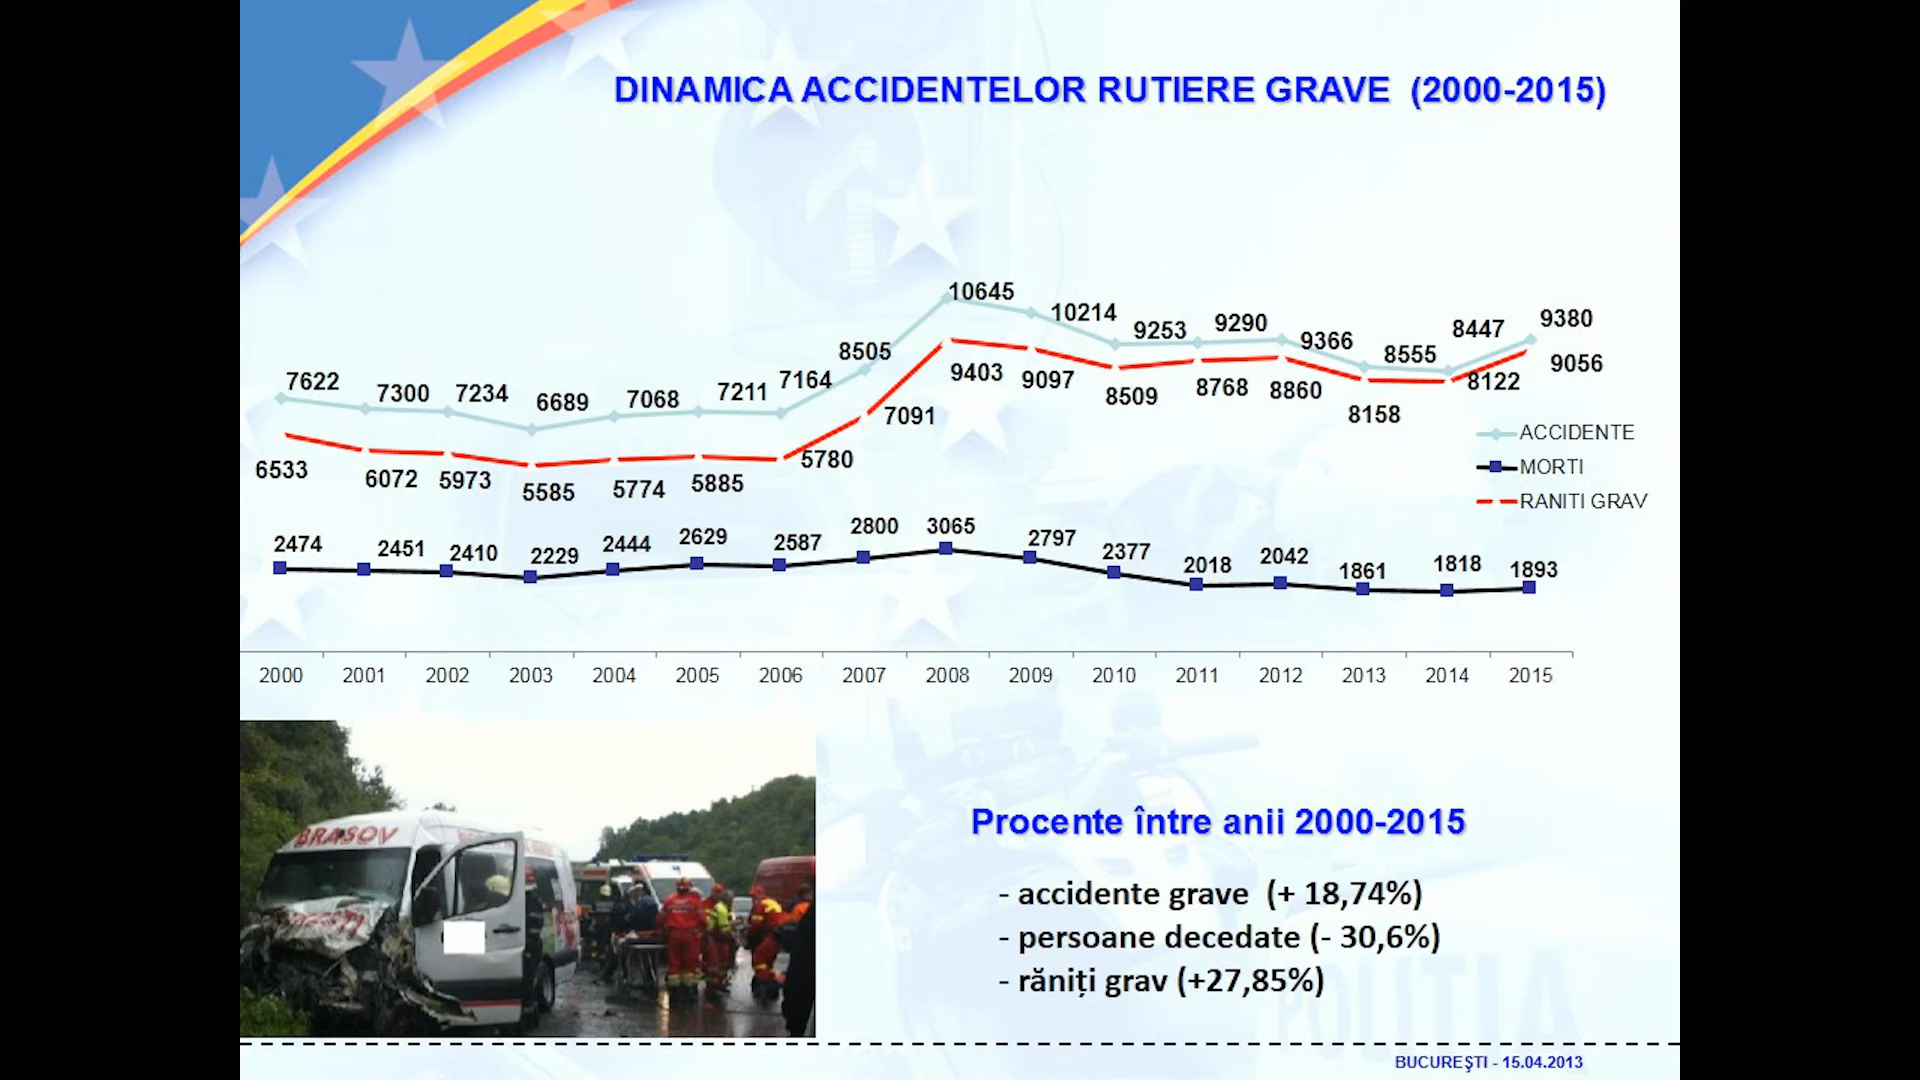 DINAMICA ACCIDENTELOR RUTIERE GRAVE (2000-2015)
7622 7300 7234 6689 7068 7211 7164 8505 10645 10214 9253 9290 9366 8555 8447 9380
6533 6072 5973 5585 5774 5885 5780 7091 9403 9097 8509 8768 8860 8158 8122 9056
ACCIDENTE
MORTI
RANITI GRAV
2474 2451 2410 2229 2444 2629 2587 2800 3065 2797 2377 2018 2042 1861 1818 1893
2000 2001 2002 2003 2004 2005 2006 2007 2008 2009 2010 2011 2012 2013 2014 2015
BRASOV
Procente între anii 2000-2015
- accidente grave (+ 18,74%)
- persoane decedate (- 30,6%)
- răniți grav (+27,85%)
POLITIA
BUCUREŞTI - 15.04.2013